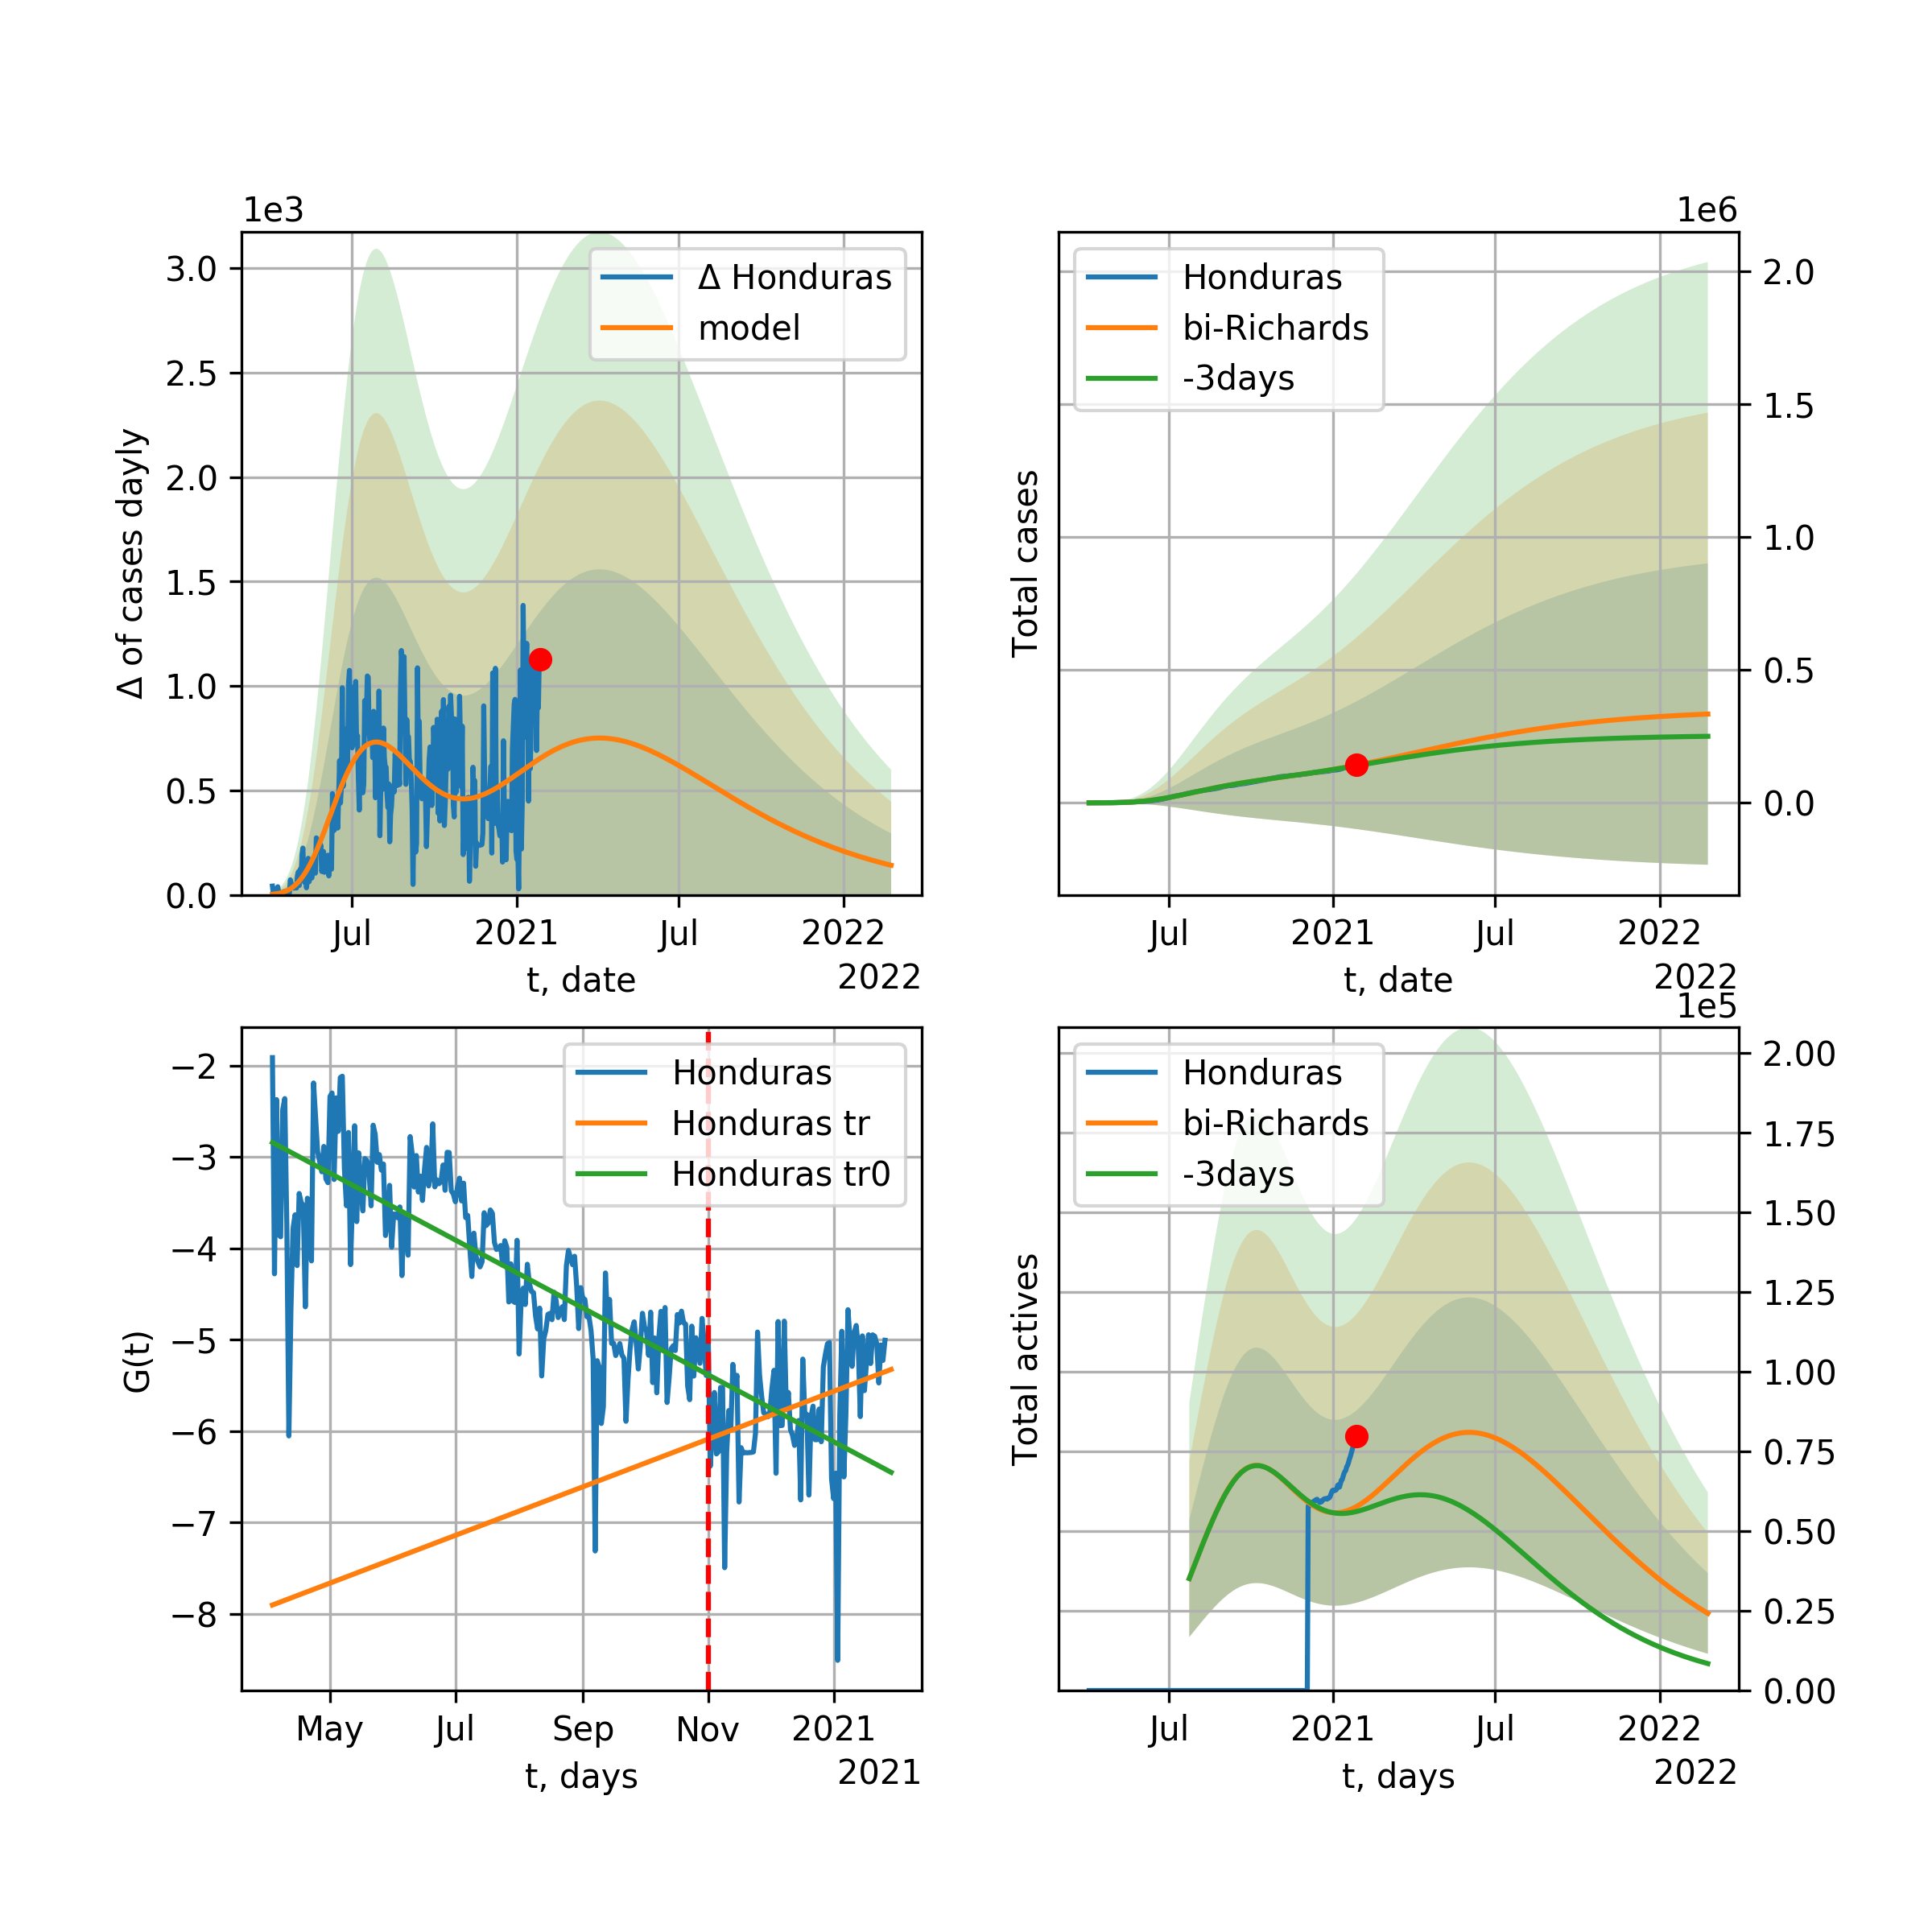 1e3
3.0
2.5
2.0
1.5
1.0
0.5
0.0
Δ of cases dayly
Δ Honduras
model
Jul
2021
Jul
2022
t, date
2022
1e6
Total cases
Honduras
bi-Richards
-3days
2.0
1.5
1.0
0.5
0.0
Jul
2021
Jul
2022
t, date
2022
−2
−3
−4
−5
−6
−7
−8
G(t)
Honduras
Honduras tr
Honduras tr0
May
Jul
Sep
Nov
2021
t, days
2021
1e5
Total actives
Honduras
bi-Richards
-3days
2.00
1.75
1.50
1.25
1.00
0.75
0.50
0.25
0.00
Jul
2021
Jul
2022
t, days
2022